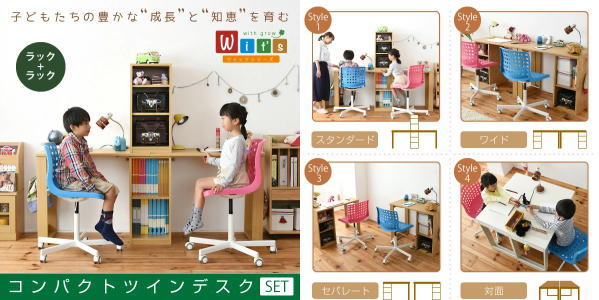 子どもたちの豊かな“成長”と“知恵”を育む
with grow
Wit's
ウィッツシリーズ
ラック
+
ラック
コンパクトツインデスク SET
Style
1
スタンダード
Style
2
ワイド
Style
3
セパレート
Style
4
対面